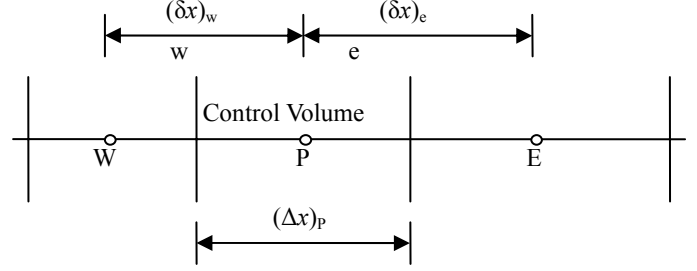 (δx)w (δx)e
w e
Control Volume
W P E
(Δx)P